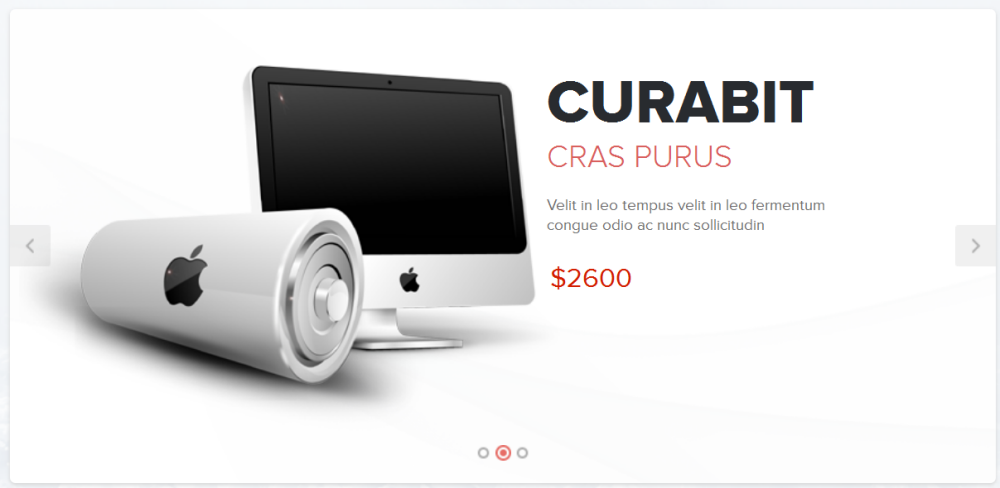 CURABIT
CRAS PURUS
Velit in leo tempus velit in leo fermentum
congue odio ac nunc sollicitudin
$2600